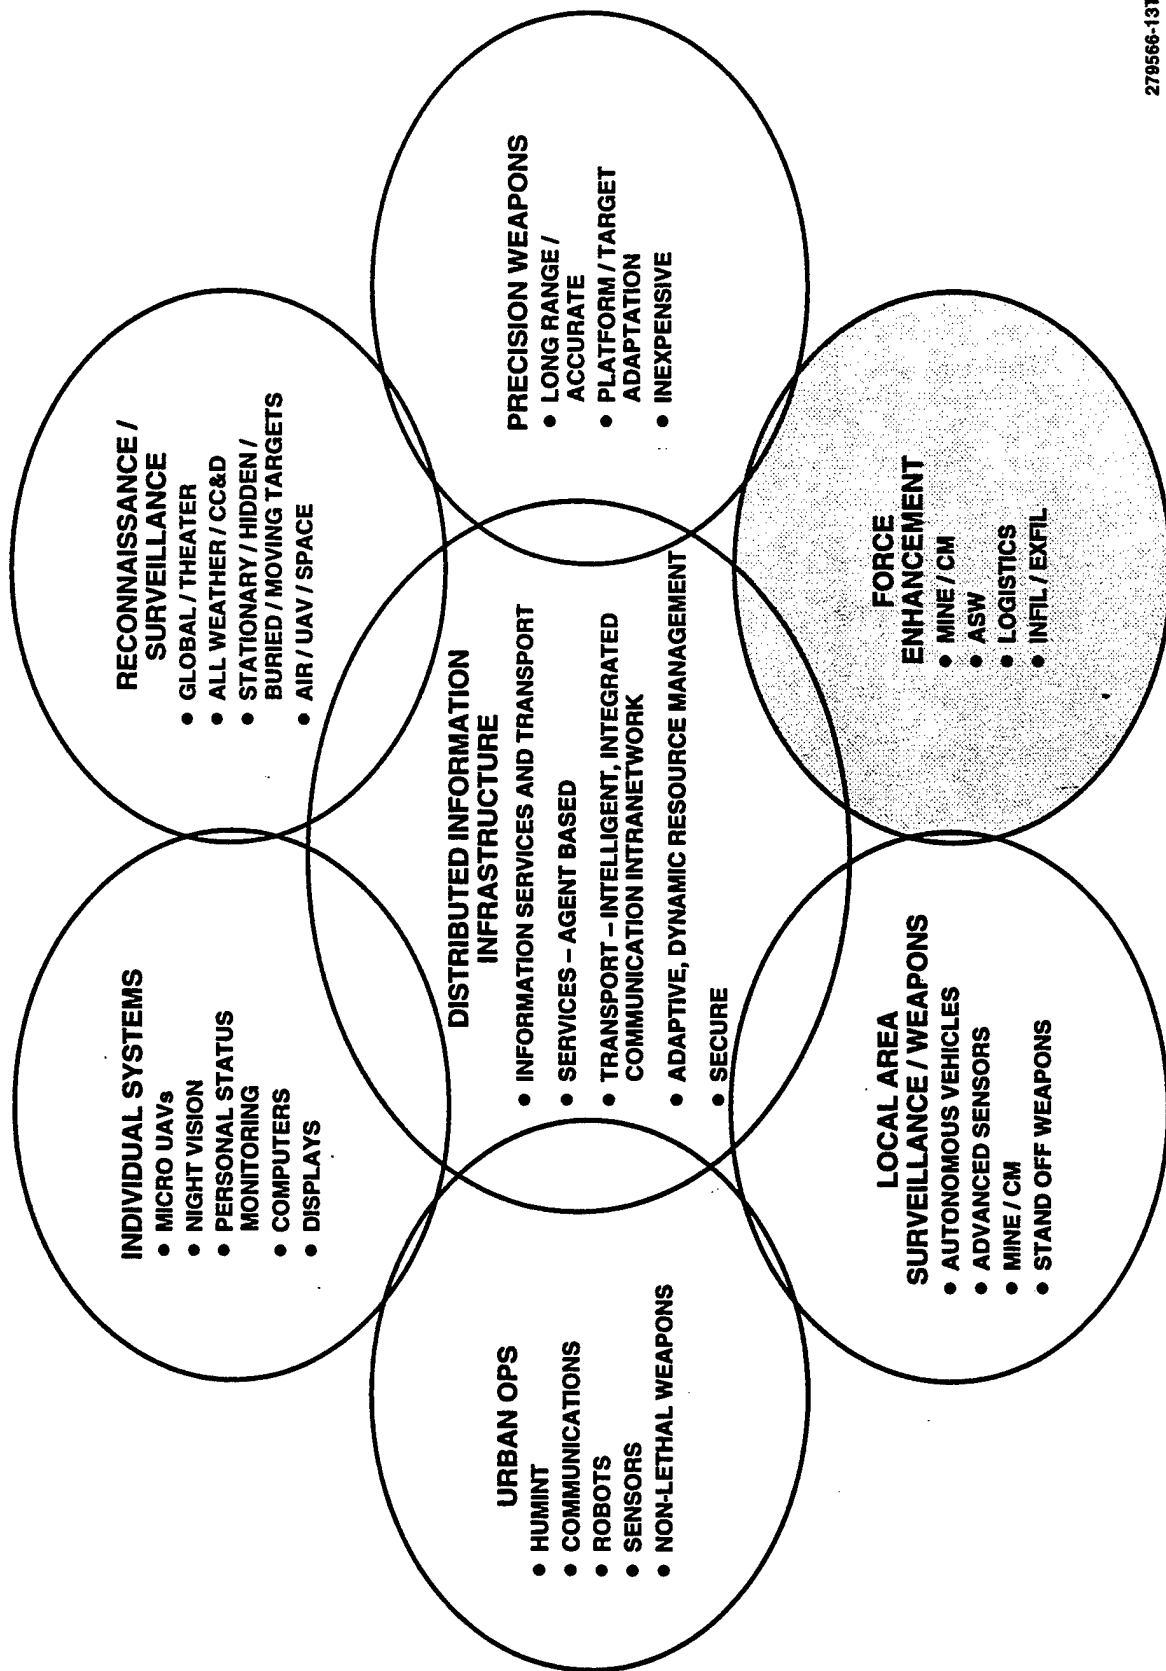 INDIVIDUAL SYSTEMS
• MICRO UAVs
• NIGHT VISION
• PERSONAL STATUS
MONITORING
• COMPUTERS
• DISPLAYS
RECONNAISSANCE /
SURVEILLANCE
• GLOBAL / THEATER
• ALL WEATHER / CC&D
• STATIONARY / HIDDEN /
BURIED / MOVING TARGETS
• AIR / UAV / SPACE
URBAN OPS
• HUMINT
• COMMUNICATIONS
• ROBOTS
• SENSORS
• NON-LETHAL WEAPONS
DISTRIBUTED INFORMATION
INFRASTRUCTURE
• INFORMATION SERVICES AND TRANSPORT
• SERVICES – AGENT BASED
• TRANSPORT – INTELLIGENT, INTEGRATED
COMMUNICATION INTRANETWORK
• ADAPTIVE, DYNAMIC RESOURCE MANAGEMENT
• SECURE
PRECISION WEAPONS
• LONG RANGE /
ACCURATE
• PLATFORM / TARGET
ADAPTATION
• INEXPENSIVE
LOCAL AREA
SURVEILLANCE / WEAPONS
• AUTONOMOUS VEHICLES
• ADVANCED SENSORS
• MINE / CM
• STAND OFF WEAPONS
FORCE
ENHANCEMENT
• MINE / CM
• ASW
• LOGISTICS
• INFIL / EXFIL